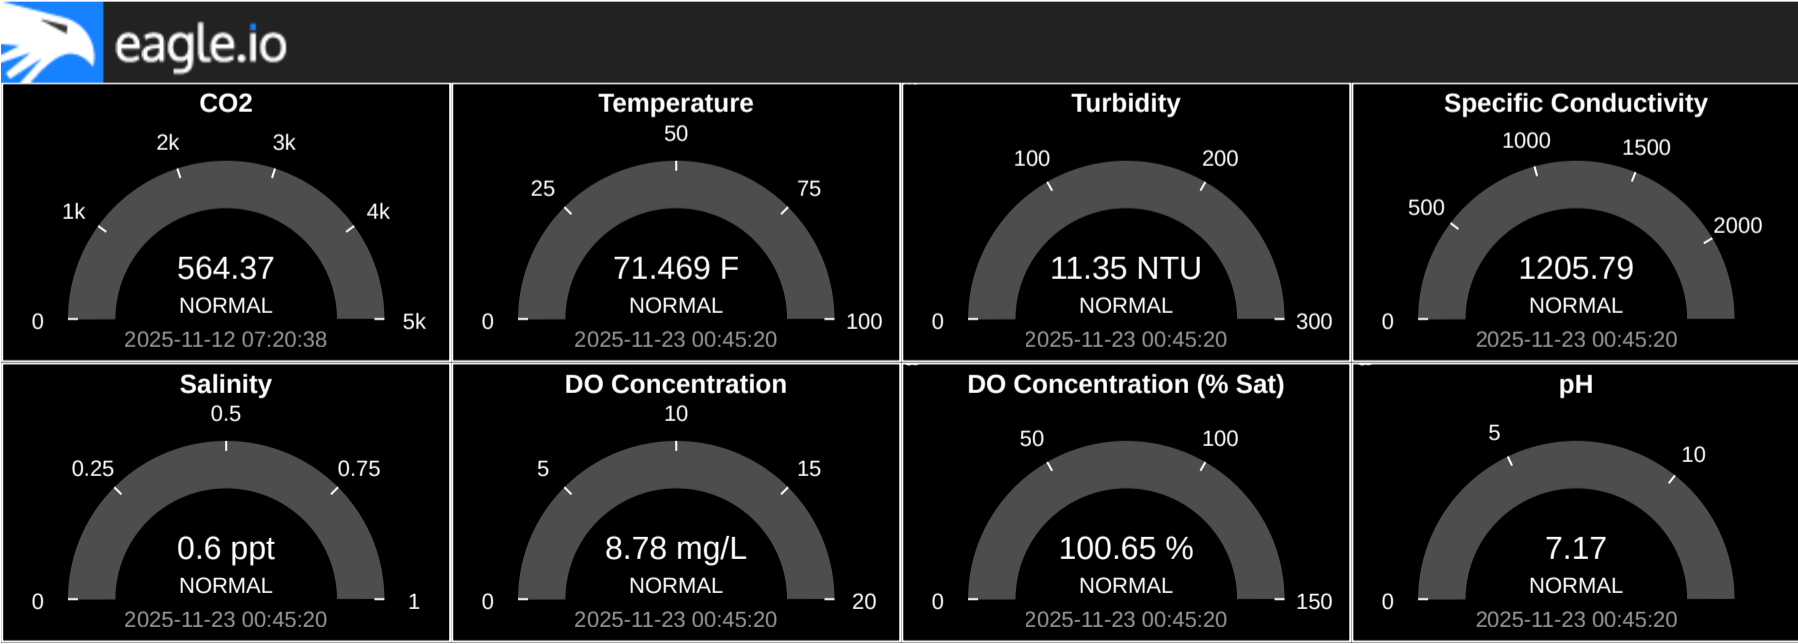 eagle.io
CO2
2k 3k
1k 4k
564.37
NORMAL
0 5k
2025-11-12 07:20:38
Temperature
50
25 75
71.469 F
NORMAL
0 100
2025-11-23 00:45:20
Turbidity
100 200
11.35 NTU
NORMAL
0 300
2025-11-23 00:45:20
Specific Conductivity
1000 1500
500 2000
1205.79
NORMAL
0
2025-11-23 00:45:20
Salinity
0.5
0.25 0.75
0.6 ppt
NORMAL
0 1
2025-11-23 00:45:20
DO Concentration
10
5 15
8.78 mg/L
NORMAL
0 20
2025-11-23 00:45:20
DO Concentration (% Sat)
50 100
100.65 %
NORMAL
0 150
2025-11-23 00:45:20
pH
5 10
7.17
NORMAL
0
2025-11-23 00:45:20